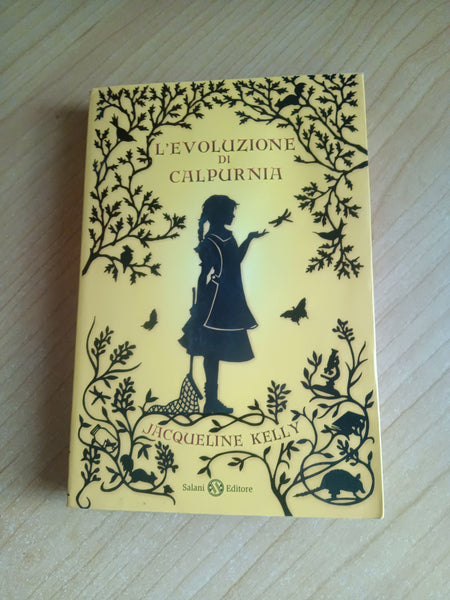 L'EVOLUZIONE
DI
CALPURNIA
JACQUELINE KELLY
Salani Editore